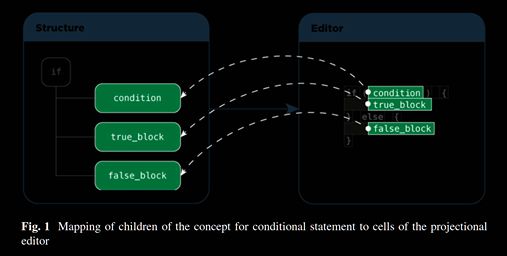 Structure
Editor
if
condition
true_block
false_block
if ( condition ) {
true_block
} else {
false_block
}
Fig. 1 Mapping of children of the concept for conditional statement to cells of the projectional
editor